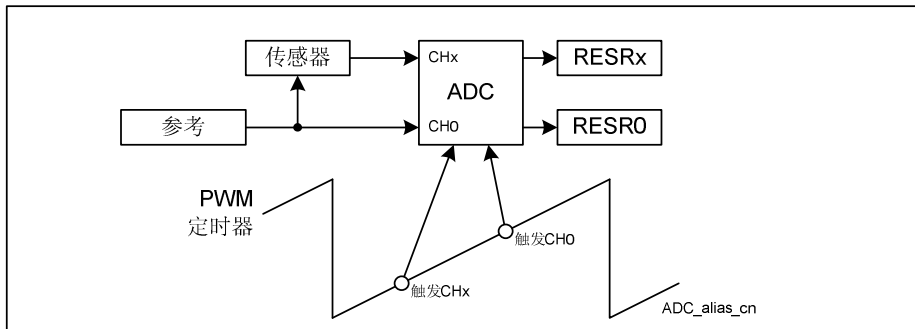 传感器
CHx
RESRx
ADC
参考
CH0
RESR0
PWM
定时器
触发CH0
触发CHx
ADC_alias_cn